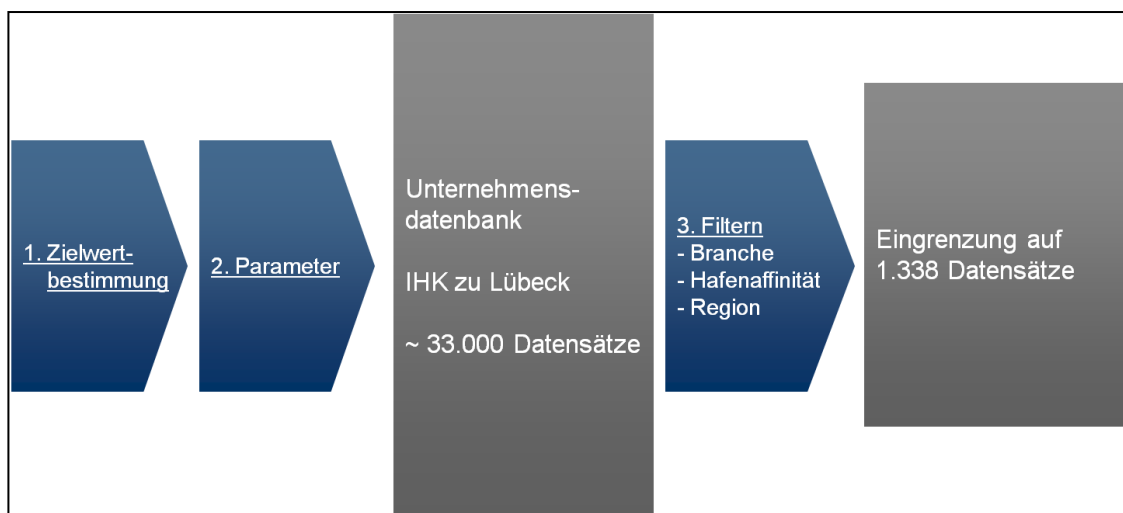 1. Zielwert-
bestimmung
2. Parameter
Unternehmens-
datenbank
IHK zu Lübeck
~ 33.000 Datensätze
3. Filtern
- Branche
- Hafenaffinität
- Region
Eingrenzung auf
1.338 Datensätze